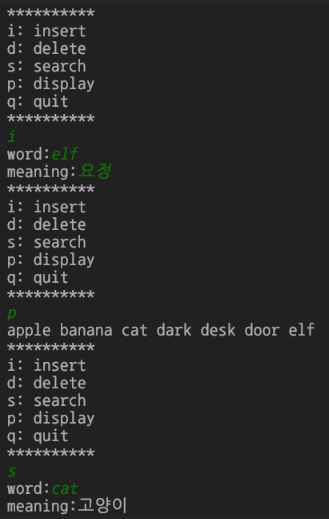 **********
i: insert
d: delete
s: search
p: display
q: quit
**********
i
word:elf
meaning:요정
**********
i: insert
d: delete
s: search
p: display
q: quit
**********
p
apple banana cat dark desk door elf
**********
i: insert
d: delete
s: search
p: display
q: quit
**********
s
word:cat
meaning:고양이